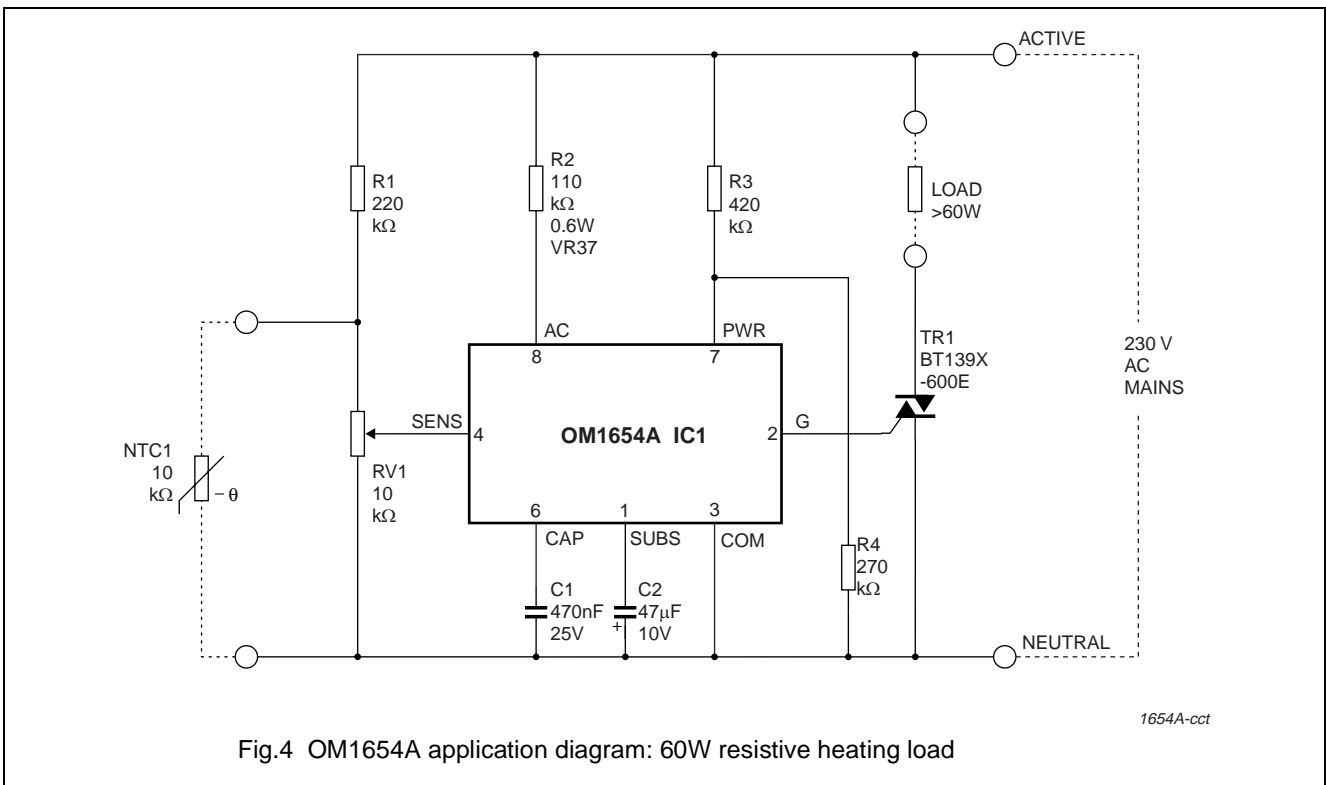 ACTIVE
R1
220
kΩ
R2
110
kΩ
0.6W
VR37
R3
420
kΩ
LOAD
>60W
AC
8
PWR
7
TR1
BT139X
-600E
230 V
AC
MAINS
NTC1
10
kΩ
– θ
RV1
10
kΩ
SENS
4
OM1654A IC1
2
G
6
CAP
1
SUBS
3
COM
C1
470nF
25V
C2
47µF
10V
+
R4
270
kΩ
NEUTRAL
1654A-cct
Fig.4 OM1654A application diagram: 60W resistive heating load